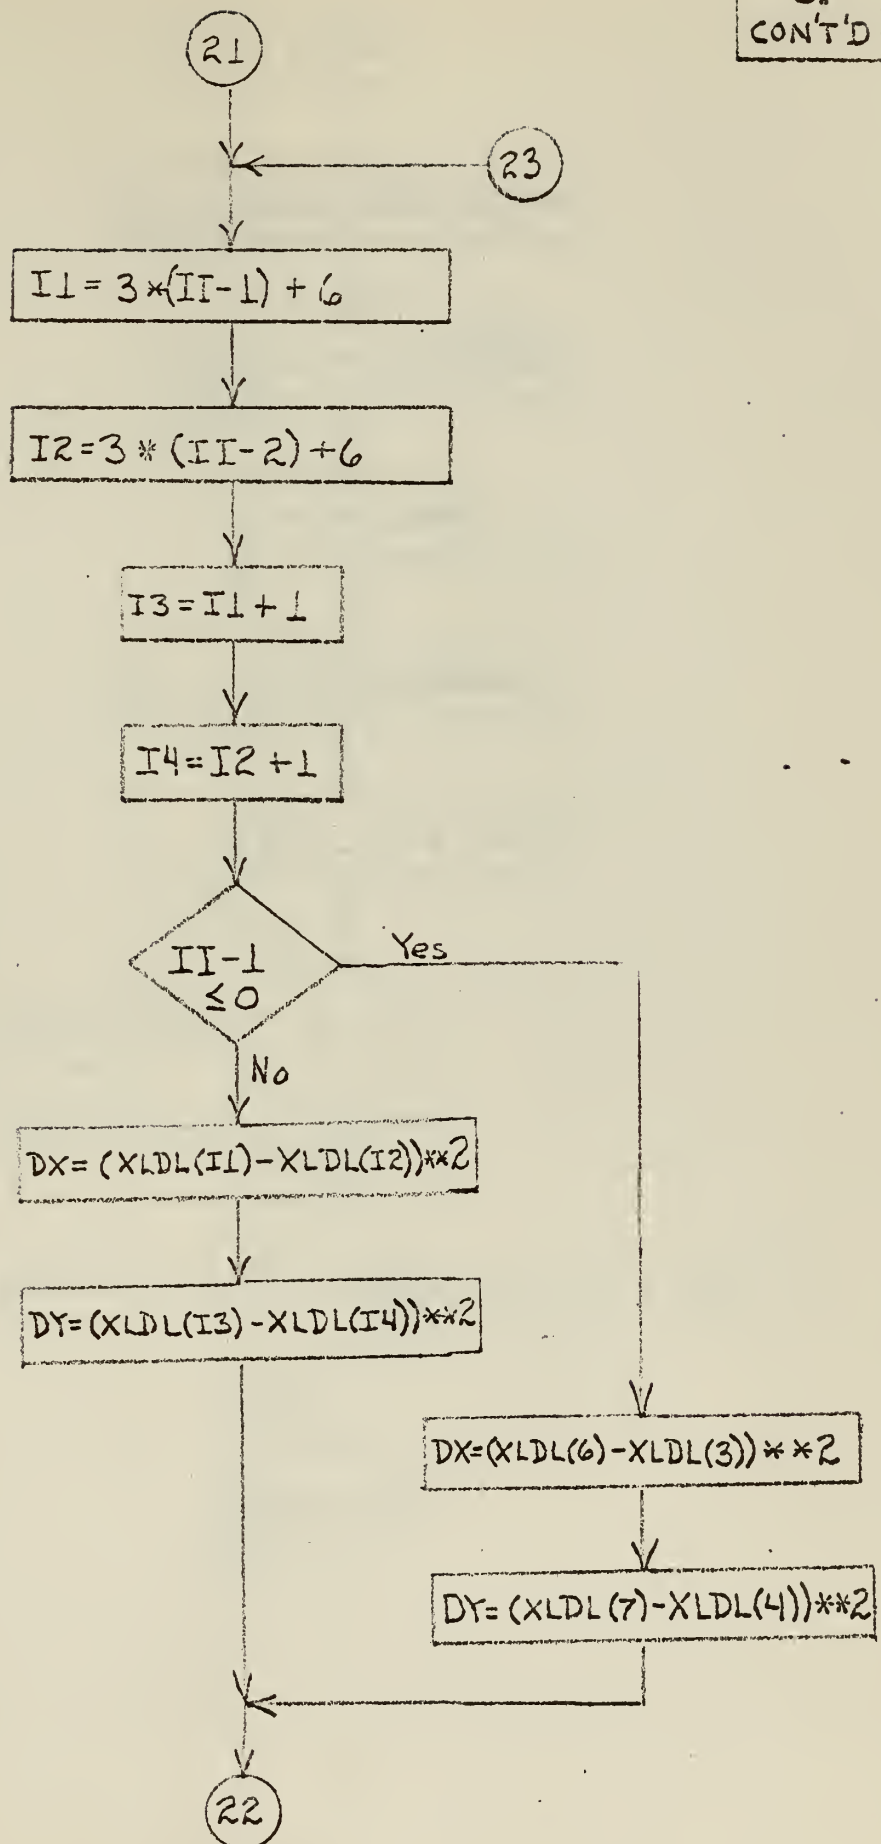 CON'T'D
21
23
I1 = 3*(II-1) + 6
I2 = 3 * (II-2) + 6
I3 = I1 + 1
I4 = I2 + 1
II-1
≤ 0
Yes
No
DX = (XLDL(I1) - XLDL(I2))**2
DY = (XLDL(I3) - XLDL(I4))**2
DX = (XLDL(6) - XLDL(3))**2
DY = (XLDL(7) - XLDL(4))**2
22